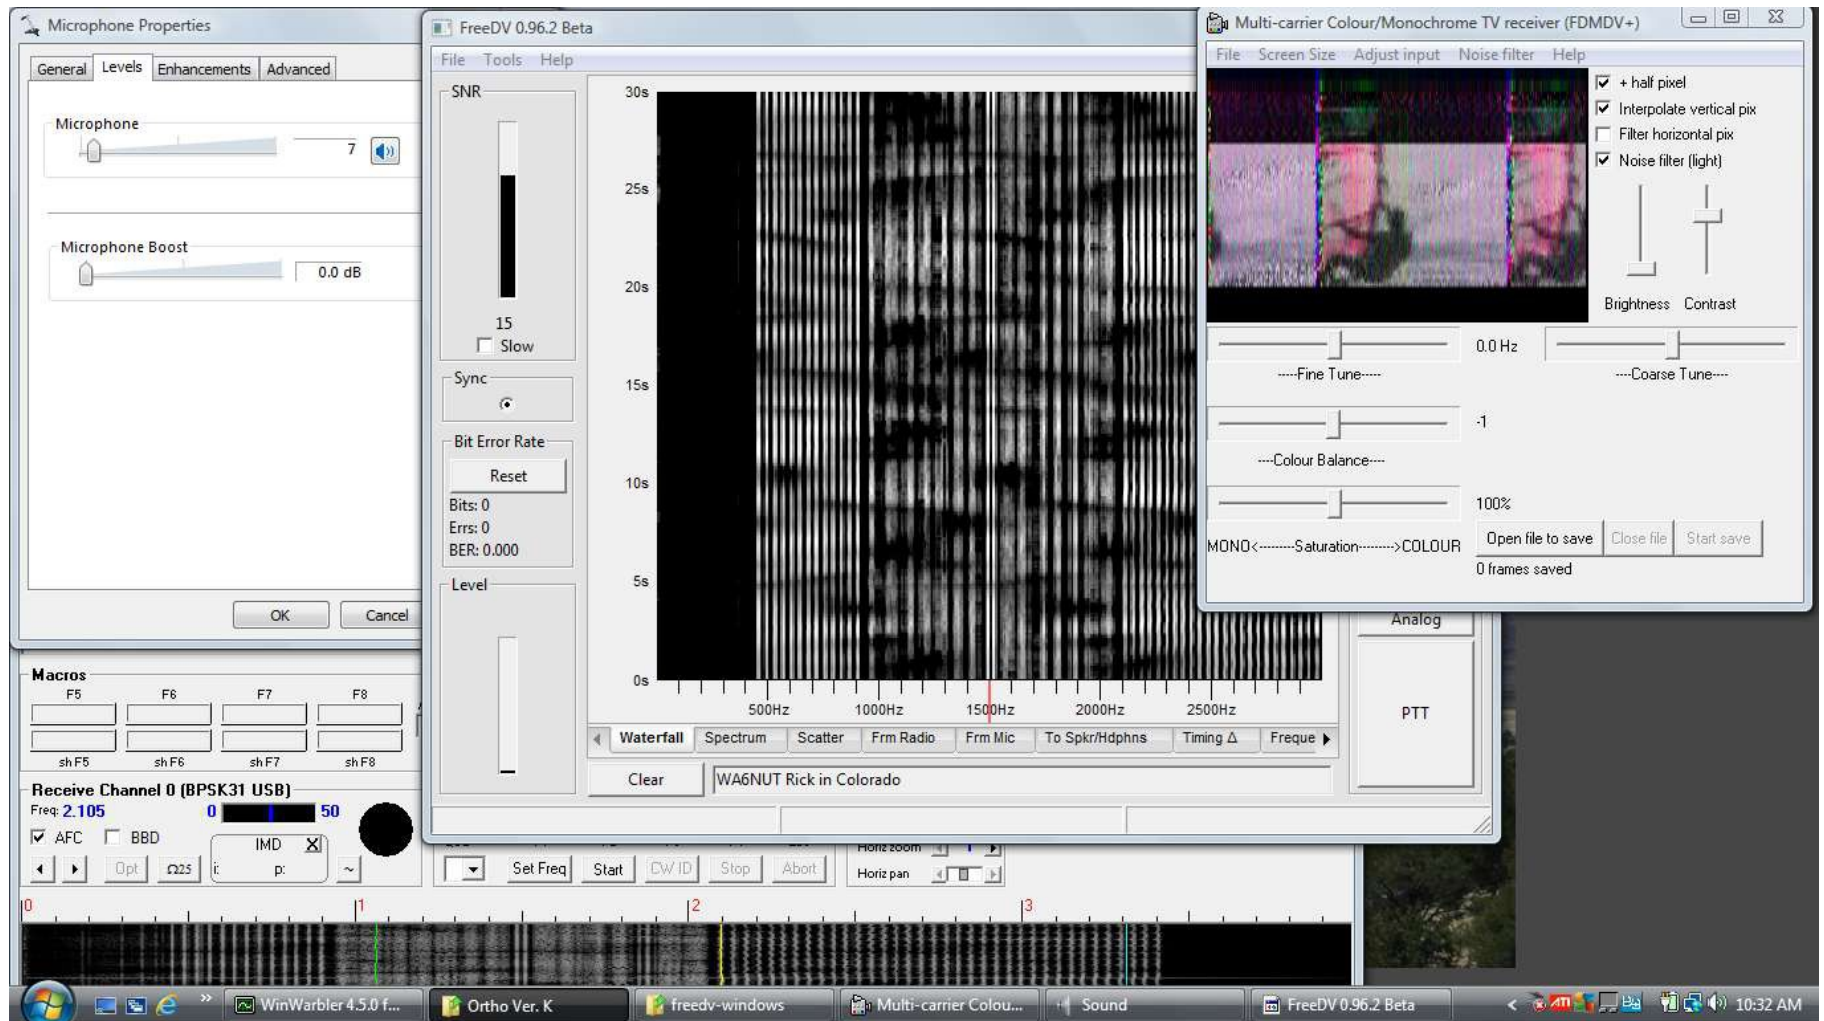 Microphone Properties
General Levels Enhancements Advanced
Microphone
7
Microphone Boost
0.0 dB
OK Cancel
FreeDV 0.96.2 Beta
File Tools Help
SNR
15
Slow
Sync
Bit Error Rate
Reset
Bits: 0
Errs: 0
BER: 0.000
Level
30s
25s
20s
15s
10s
5s
0s
500Hz 1000Hz 1500Hz 2000Hz 2500Hz
Waterfall Spectrum Scatter Frm Radio Frm Mic To Spkr/Hdphns Timing Δ Freque
Clear WA6NUT Rick in Colorado
Analog
PTT
Multi-carrier Colour/Monochrome TV receiver (FDMDV+)
File Screen Size Adjust input Noise filter Help
+ half pixel
Interpolate vertical pix
Filter horizontal pix
Noise filter (light)
Brightness Contrast
0.0 Hz
-----Fine Tune----- ----Coarse Tune----
-1
----Colour Balance----
100%
MONO<--------Saturation-------->COLOUR
Open file to save Close file Start save
0 frames saved
Macros
F5 F6 F7 F8
sh F5 sh F6 sh F7 sh F8
Receive Channel 0 (BPSK31 USB)
Freq: 2.105 0 50
AFC BBD IMD X
Opt Ω25 i: p: ~
Set Freq Start CW ID Stop Abort
Horiz zoom
Horiz pan
0 1 2 3
WinWarbler 4.5.0 f... Ortho Ver. K freedv-windows Multi-carrier Colou... Sound FreeDV 0.96.2 Beta ATI 10:32 AM